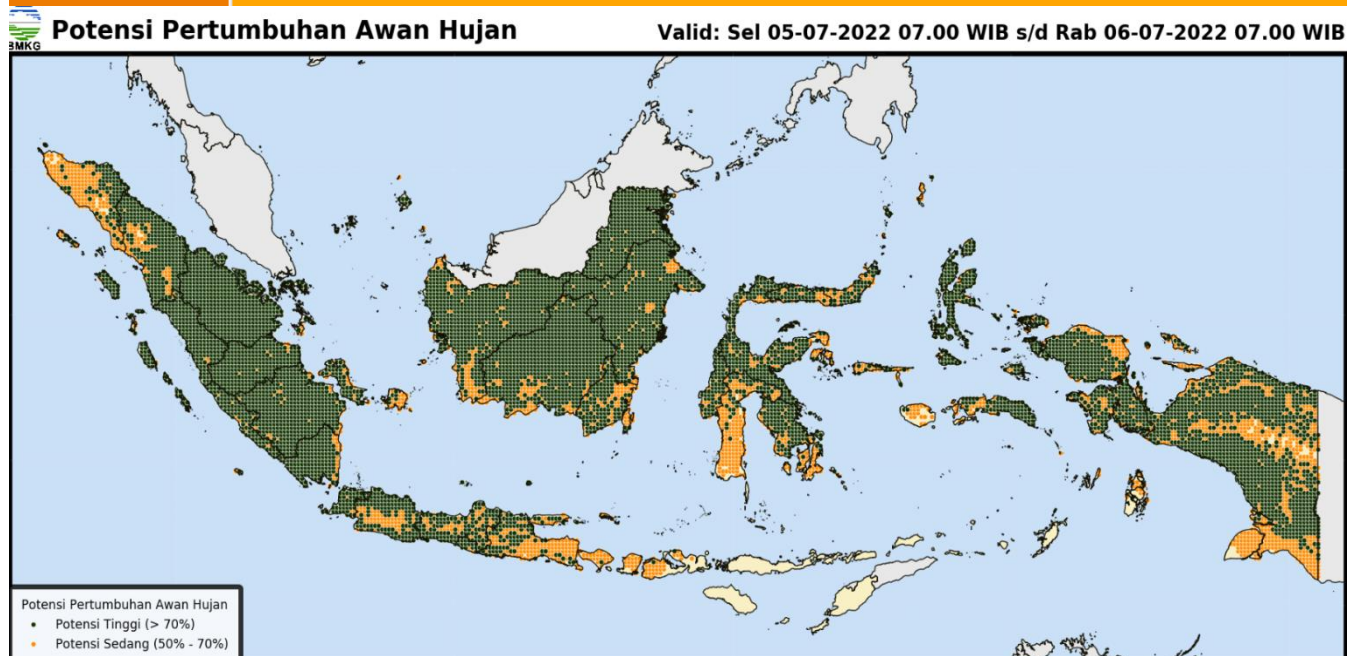 BMKG
Potensi Pertumbuhan Awan Hujan
Valid: Sel 05-07-2022 07.00 WIB s/d Rab 06-07-2022 07.00 WIB
Potensi Pertumbuhan Awan Hujan
Potensi Tinggi (> 70%)
Potensi Sedang (50% - 70%)